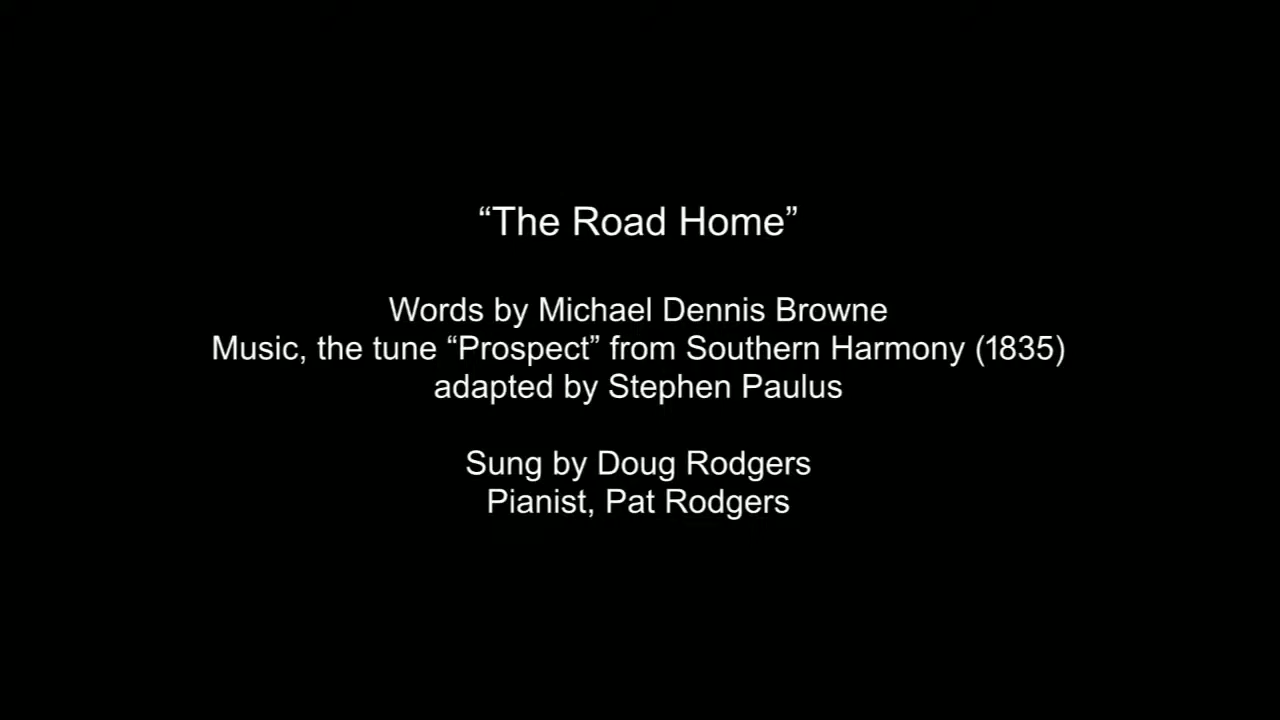 “The Road Home”
Words by Michael Dennis Browne
Music, the tune “Prospect” from Southern Harmony (1835)
adapted by Stephen Paulus
Sung by Doug Rodgers
Pianist, Pat Rodgers